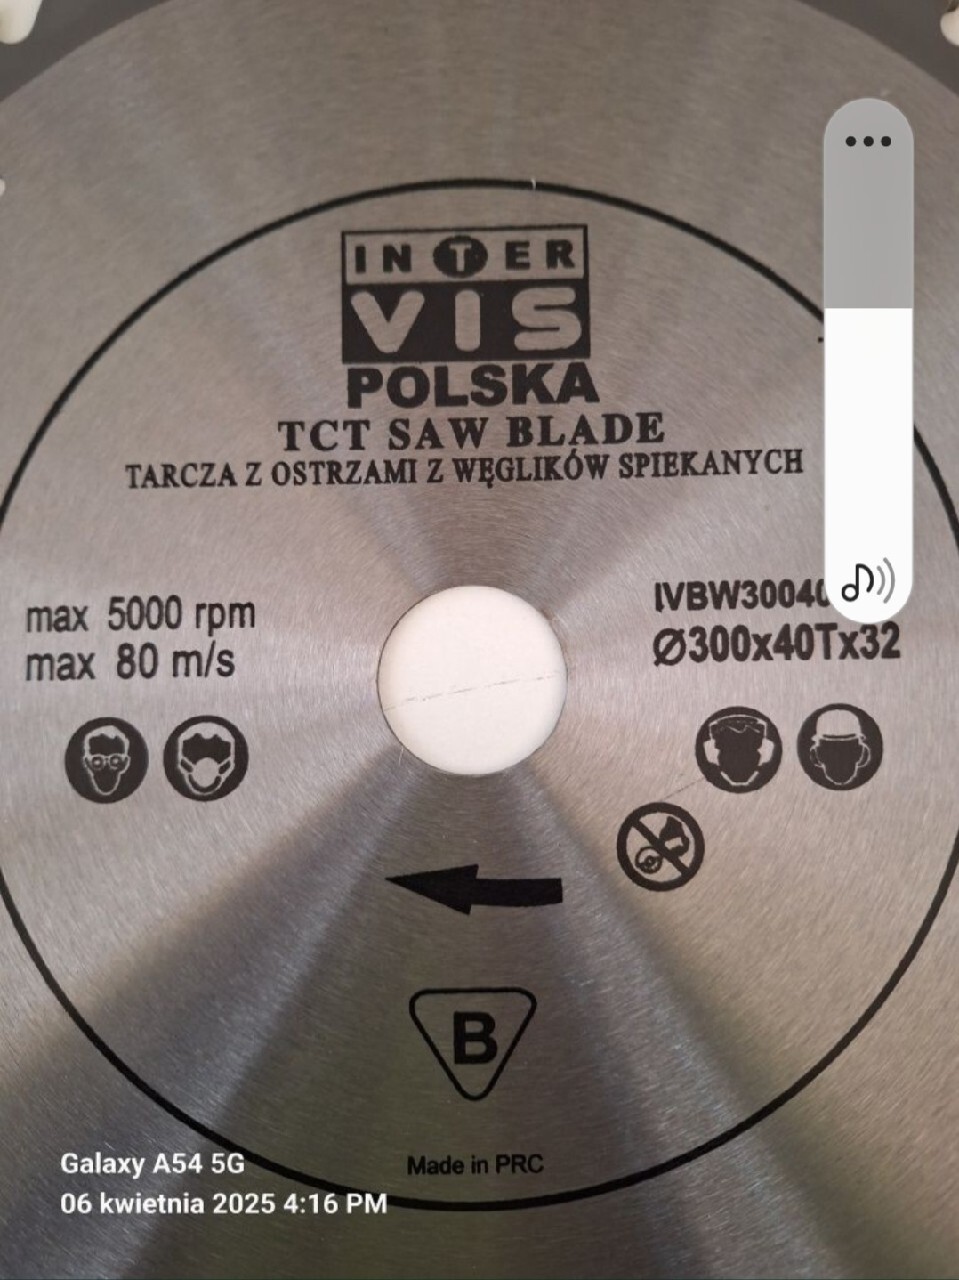 INTER
VIS
POLSKA
TCT SAW BLADE
TARCZA Z OSTRZAMI Z WĘGLIKÓW SPIEKANYCH
max 5000 rpm
max 80 m/s
IVBW30040
Ø300x40Tx32
B
Made in PRC
Galaxy A54 5G
06 kwietnia 2025 4:16 PM